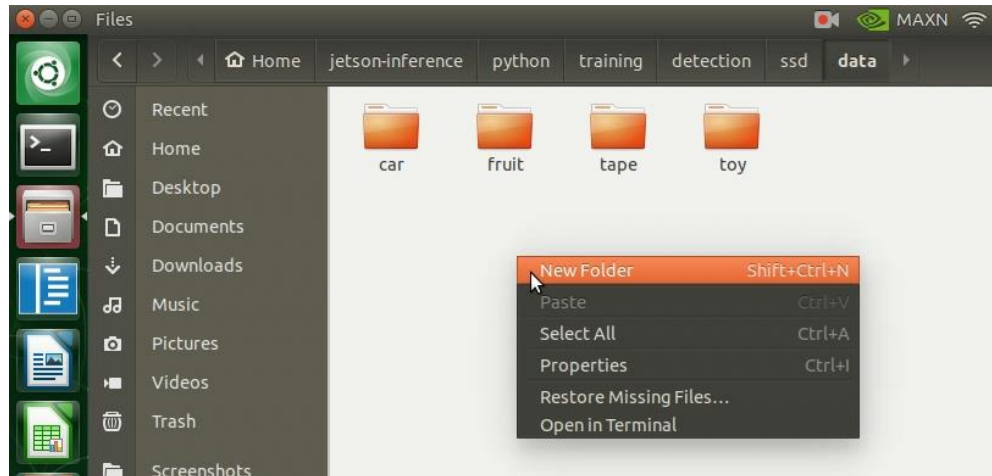 Files
MAXN
Home jetson-inference python training detection ssd data
Recent
Home
Desktop
Documents
Downloads
Music
Pictures
Videos
Trash
Screenshots
car fruit tape toy
New Folder Shift+Ctrl+N
Paste Ctrl+V
Select All Ctrl+A
Properties Ctrl+I
Restore Missing Files...
Open in Terminal